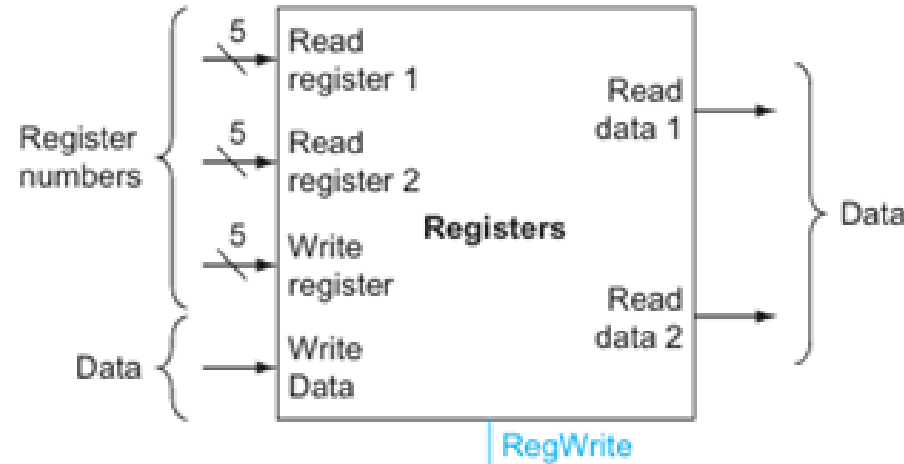 Register
numbers
Data
5
Read
register 1
5
Read
register 2
5
Write
register
Write
Data
Registers
Read
data 1
Read
data 2
Data
RegWrite